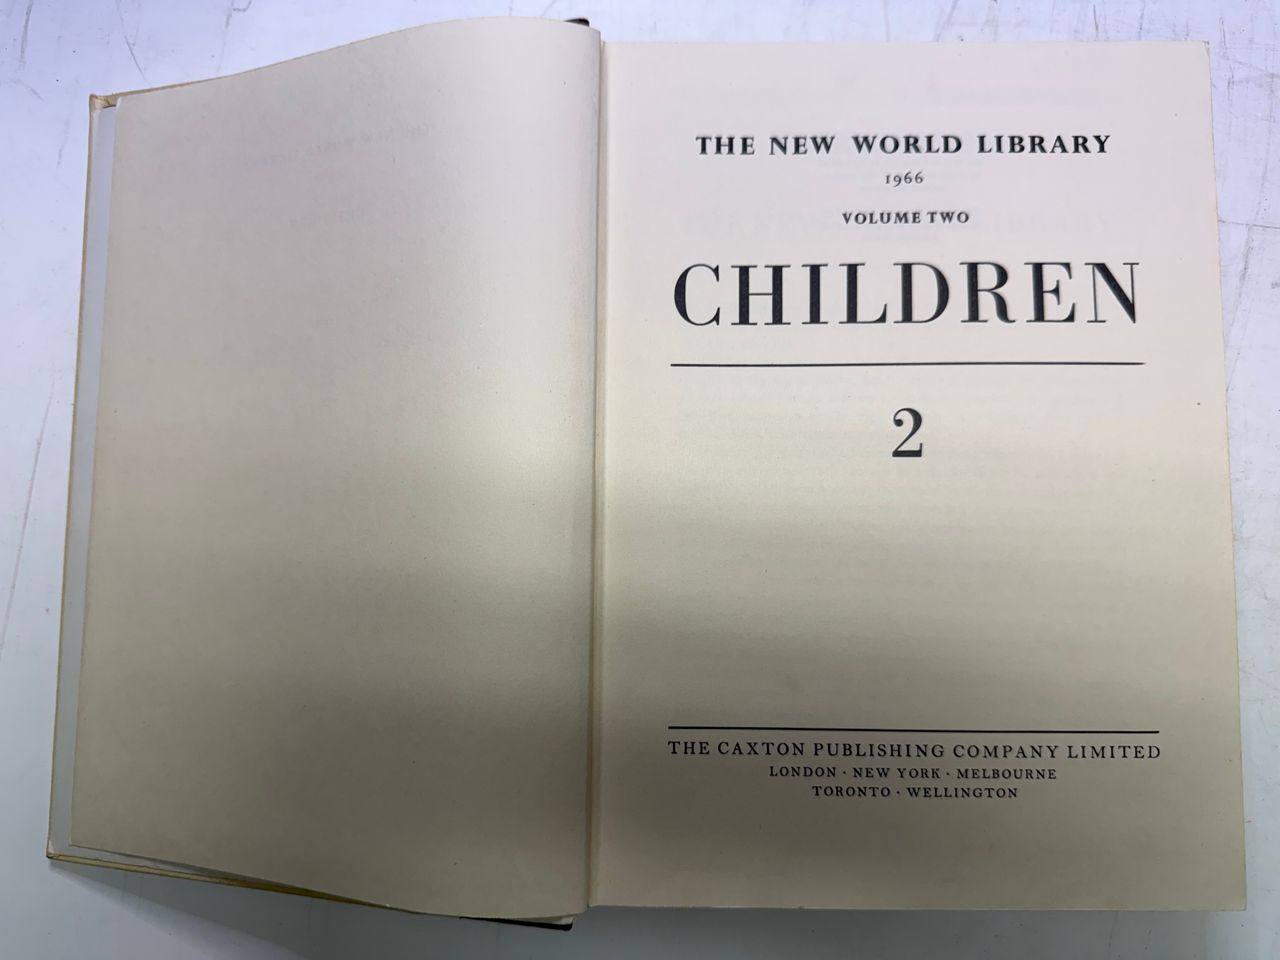 THE NEW WORLD LIBRARY
1966
VOLUME TWO
CHILDREN
2
THE CAXTON PUBLISHING COMPANY LIMITED
LONDON · NEW YORK · MELBOURNE
TORONTO · WELLINGTON